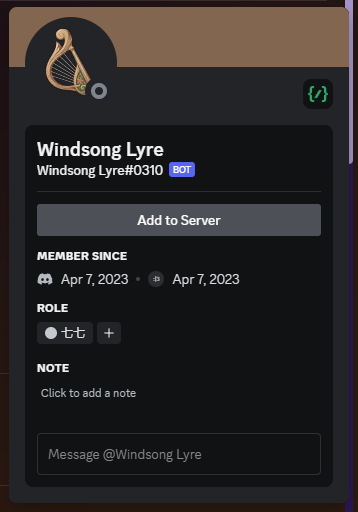 Windsong Lyre
Windsong Lyre#0310 BOT
Add to Server
MEMBER SINCE
Apr 7, 2023 • Apr 7, 2023
ROLE
七七 +
NOTE
Click to add a note
Message @Windsong Lyre